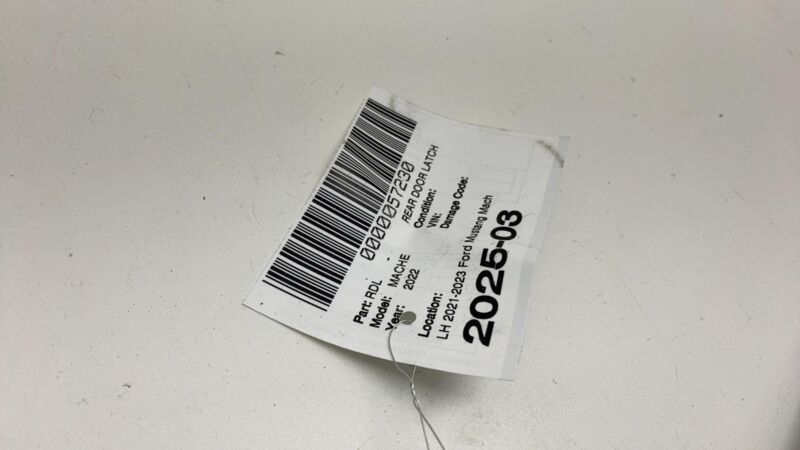 0000057230
Part: RDL - REAR DOOR LATCH
Model: MACHE Condition:
Year: 2022 VIN:
Damage Code:
Location:
LH 2021-2023 Ford Mustang Mach
2025-03